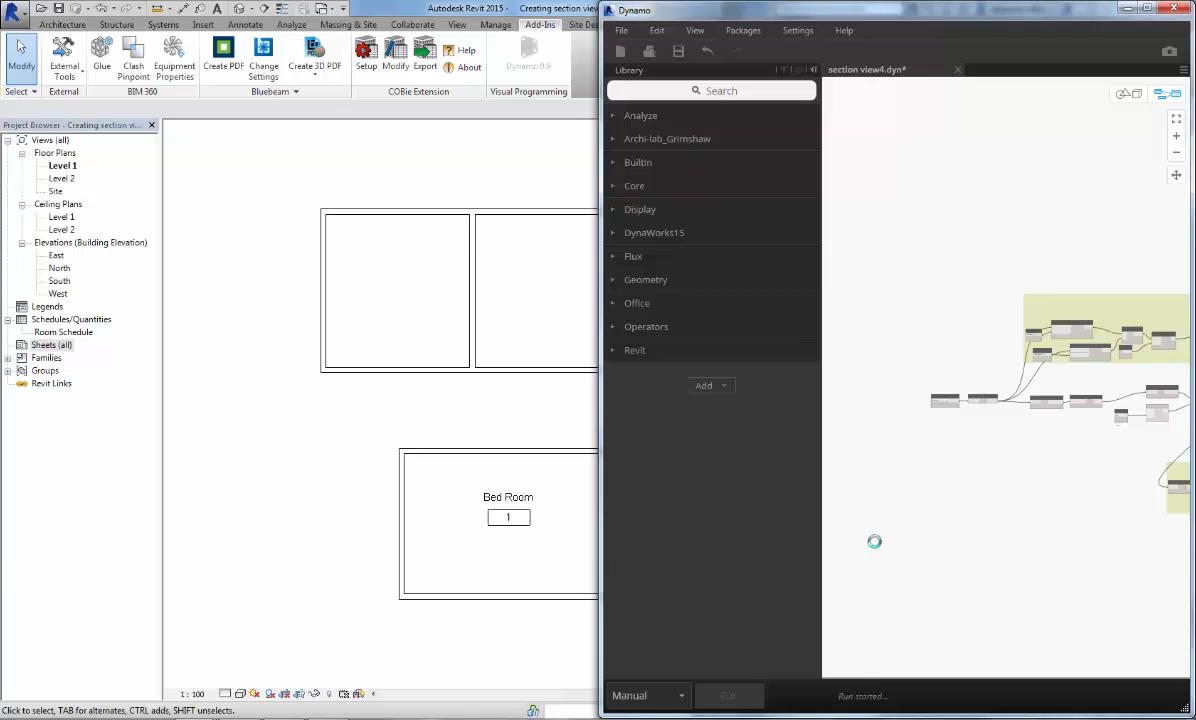 Autodesk Revit 2015 - Creating section view
Architecture Structure Systems Insert Annotate Analyze Massing & Site Collaborate View Manage Add-Ins Site De
Modify
External Tools
Glue
Clash Pinpoint
Equipment Properties
Create PDF
Change Settings
Create 3D PDF
Setup
Modify
Export
Help
About
Dynamo 0.9
Select
External
BIM 360
Bluebeam
COBie Extension
Visual Programming
Project Browser - Creating section vi...
Views (all)
Floor Plans
Level 1
Level 2
Site
Ceiling Plans
Level 1
Level 2
Elevations (Building Elevation)
East
North
South
West
Legends
Schedules/Quantities
Room Schedule
Sheets (all)
Families
Groups
Revit Links
Bed Room
1
1 : 100
Click to select, TAB for alternates, CTRL adds, SHIFT unselects.
Dynamo
File Edit View Packages Settings Help
Library
section view4.dyn*
Search
Analyze
Archi-lab_Grimshaw
BuiltIn
Core
Display
DynaWorks15
Flux
Geometry
Office
Operators
Revit
Add
Manual
Run
Run started...